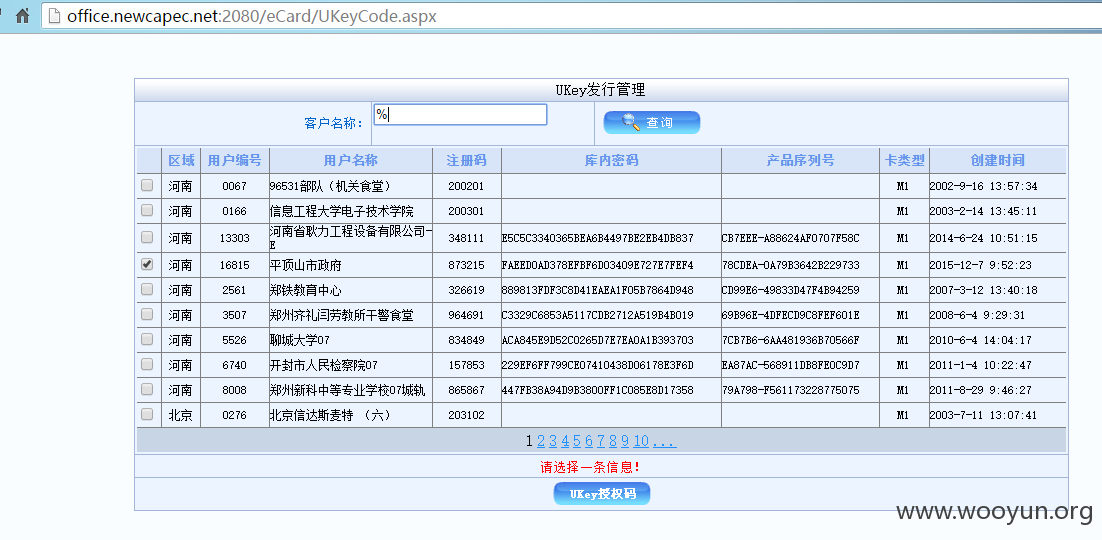 office.newcapec.net:2080/eCard/UKeyCode.aspx
UKey发行管理
客户名称： % 查询
区域 用户编号 用户名称 注册码 库内密码 产品序列号 卡类型 创建时间
河南 0067 96531部队（机关食堂） 200201 M1 2002-9-16 13:57:34
河南 0166 信息工程大学电子技术学院 200301 M1 2003-2-14 13:45:11
河南 13303 河南省耿力工程设备有限公司-E 348111 E5C5C3340365BEA6B4497BE2EB4DB837 CB7EEE-A88624AF0707F58C M1 2014-6-24 10:51:15
河南 16815 平顶山市政府 873215 FAEED0AD378EFBF6D03409E727E7FEF4 78CDEA-0A79B3642B229733 M1 2015-12-7 9:52:23
河南 2561 郑铁教育中心 326619 889813FDF3C8D41EAEA1F05B7864D948 CD99E6-49833D47F4B94259 M1 2007-3-12 13:40:18
河南 3507 郑州齐礼闫劳教所干警食堂 964691 C3329C6853A5117CDB2712A519B4B019 69B96E-4DFECD9C8FEF601E M1 2008-6-4 9:29:31
河南 5526 聊城大学07 834849 ACA845E9D52C0265D7E7EA0A1B393703 7CB7B6-6AA481936B70566F M1 2010-6-4 14:04:17
河南 6740 开封市人民检察院07 157853 229EF6FF799CE07410438D06178E3F6D EA87AC-568911DB8FE0C9D7 M1 2011-1-4 10:22:47
河南 8008 郑州新科中等专业学校07城轨 865867 447FB38A94D9B3800FF1C085E8D17358 79A798-F561173228775075 M1 2011-8-29 9:46:27
北京 0276 北京信达斯麦特 （六） 203102 M1 2003-7-11 13:07:41
1 2 3 4 5 6 7 8 9 10 ...
请选择一条信息!
UKey授权码
www.wooyun.org